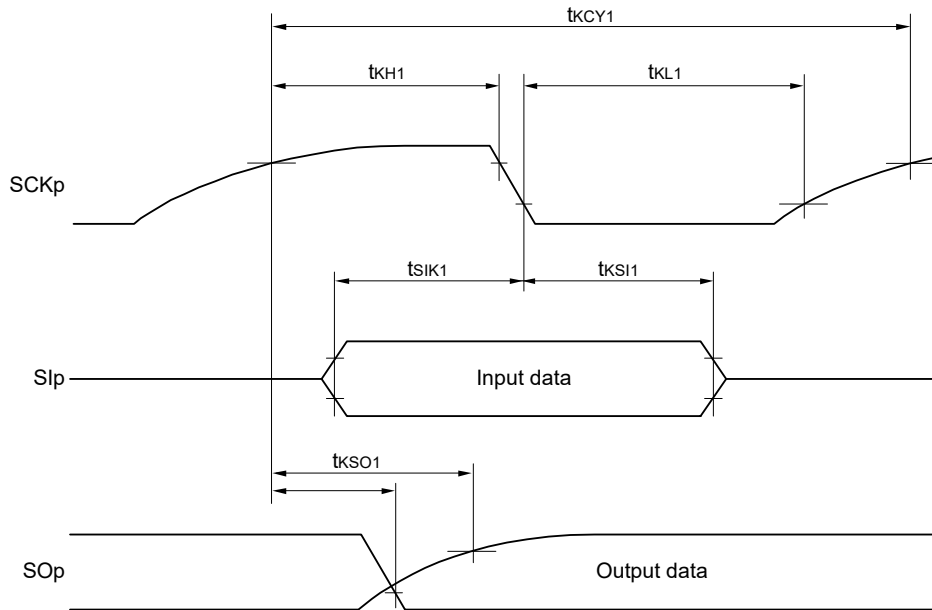 tKCY1
tKH1
tKL1
SCKp
tSIK1
tKSI1
SIp
Input data
tKSO1
SOp
Output data